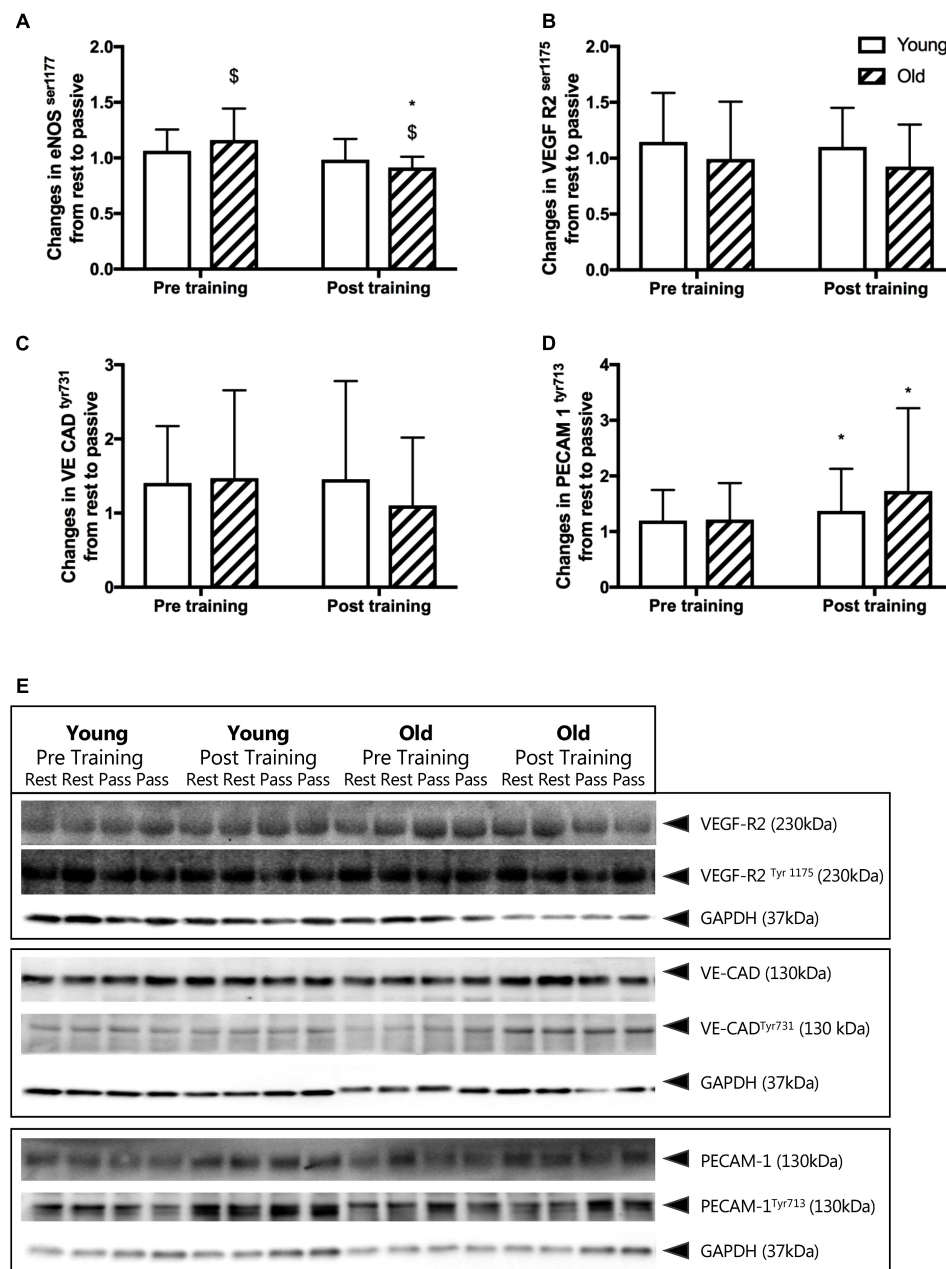 A
Changes in eNOS ser1177
from rest to passive
2.0
1.5
1.0
0.5
0.0
$
*
$
Pre training
Post training
B
Changes in VEGF R2 ser1175
from rest to passive
2.0
1.5
1.0
0.5
0.0
Young
Old
Pre training
Post training
C
Changes in VE CAD tyr731
from rest to passive
3
2
1
0
Pre training
Post training
D
Changes in PECAM 1 tyr713
from rest to passive
4
3
2
1
0
*
*
Pre training
Post training
E
Young Young Old Old
Pre Training Post Training Pre Training Post Training
Rest Rest Pass Pass Rest Rest Pass Pass Rest Rest Pass Pass Rest Rest Pass Pass
VEGF-R2 (230kDa)
VEGF-R2 Tyr 1175 (230kDa)
GAPDH (37kDa)
VE-CAD (130kDa)
VE-CADTyr731 (130 kDa)
GAPDH (37kDa)
PECAM-1 (130kDa)
PECAM-1Tyr713 (130kDa)
GAPDH (37kDa)